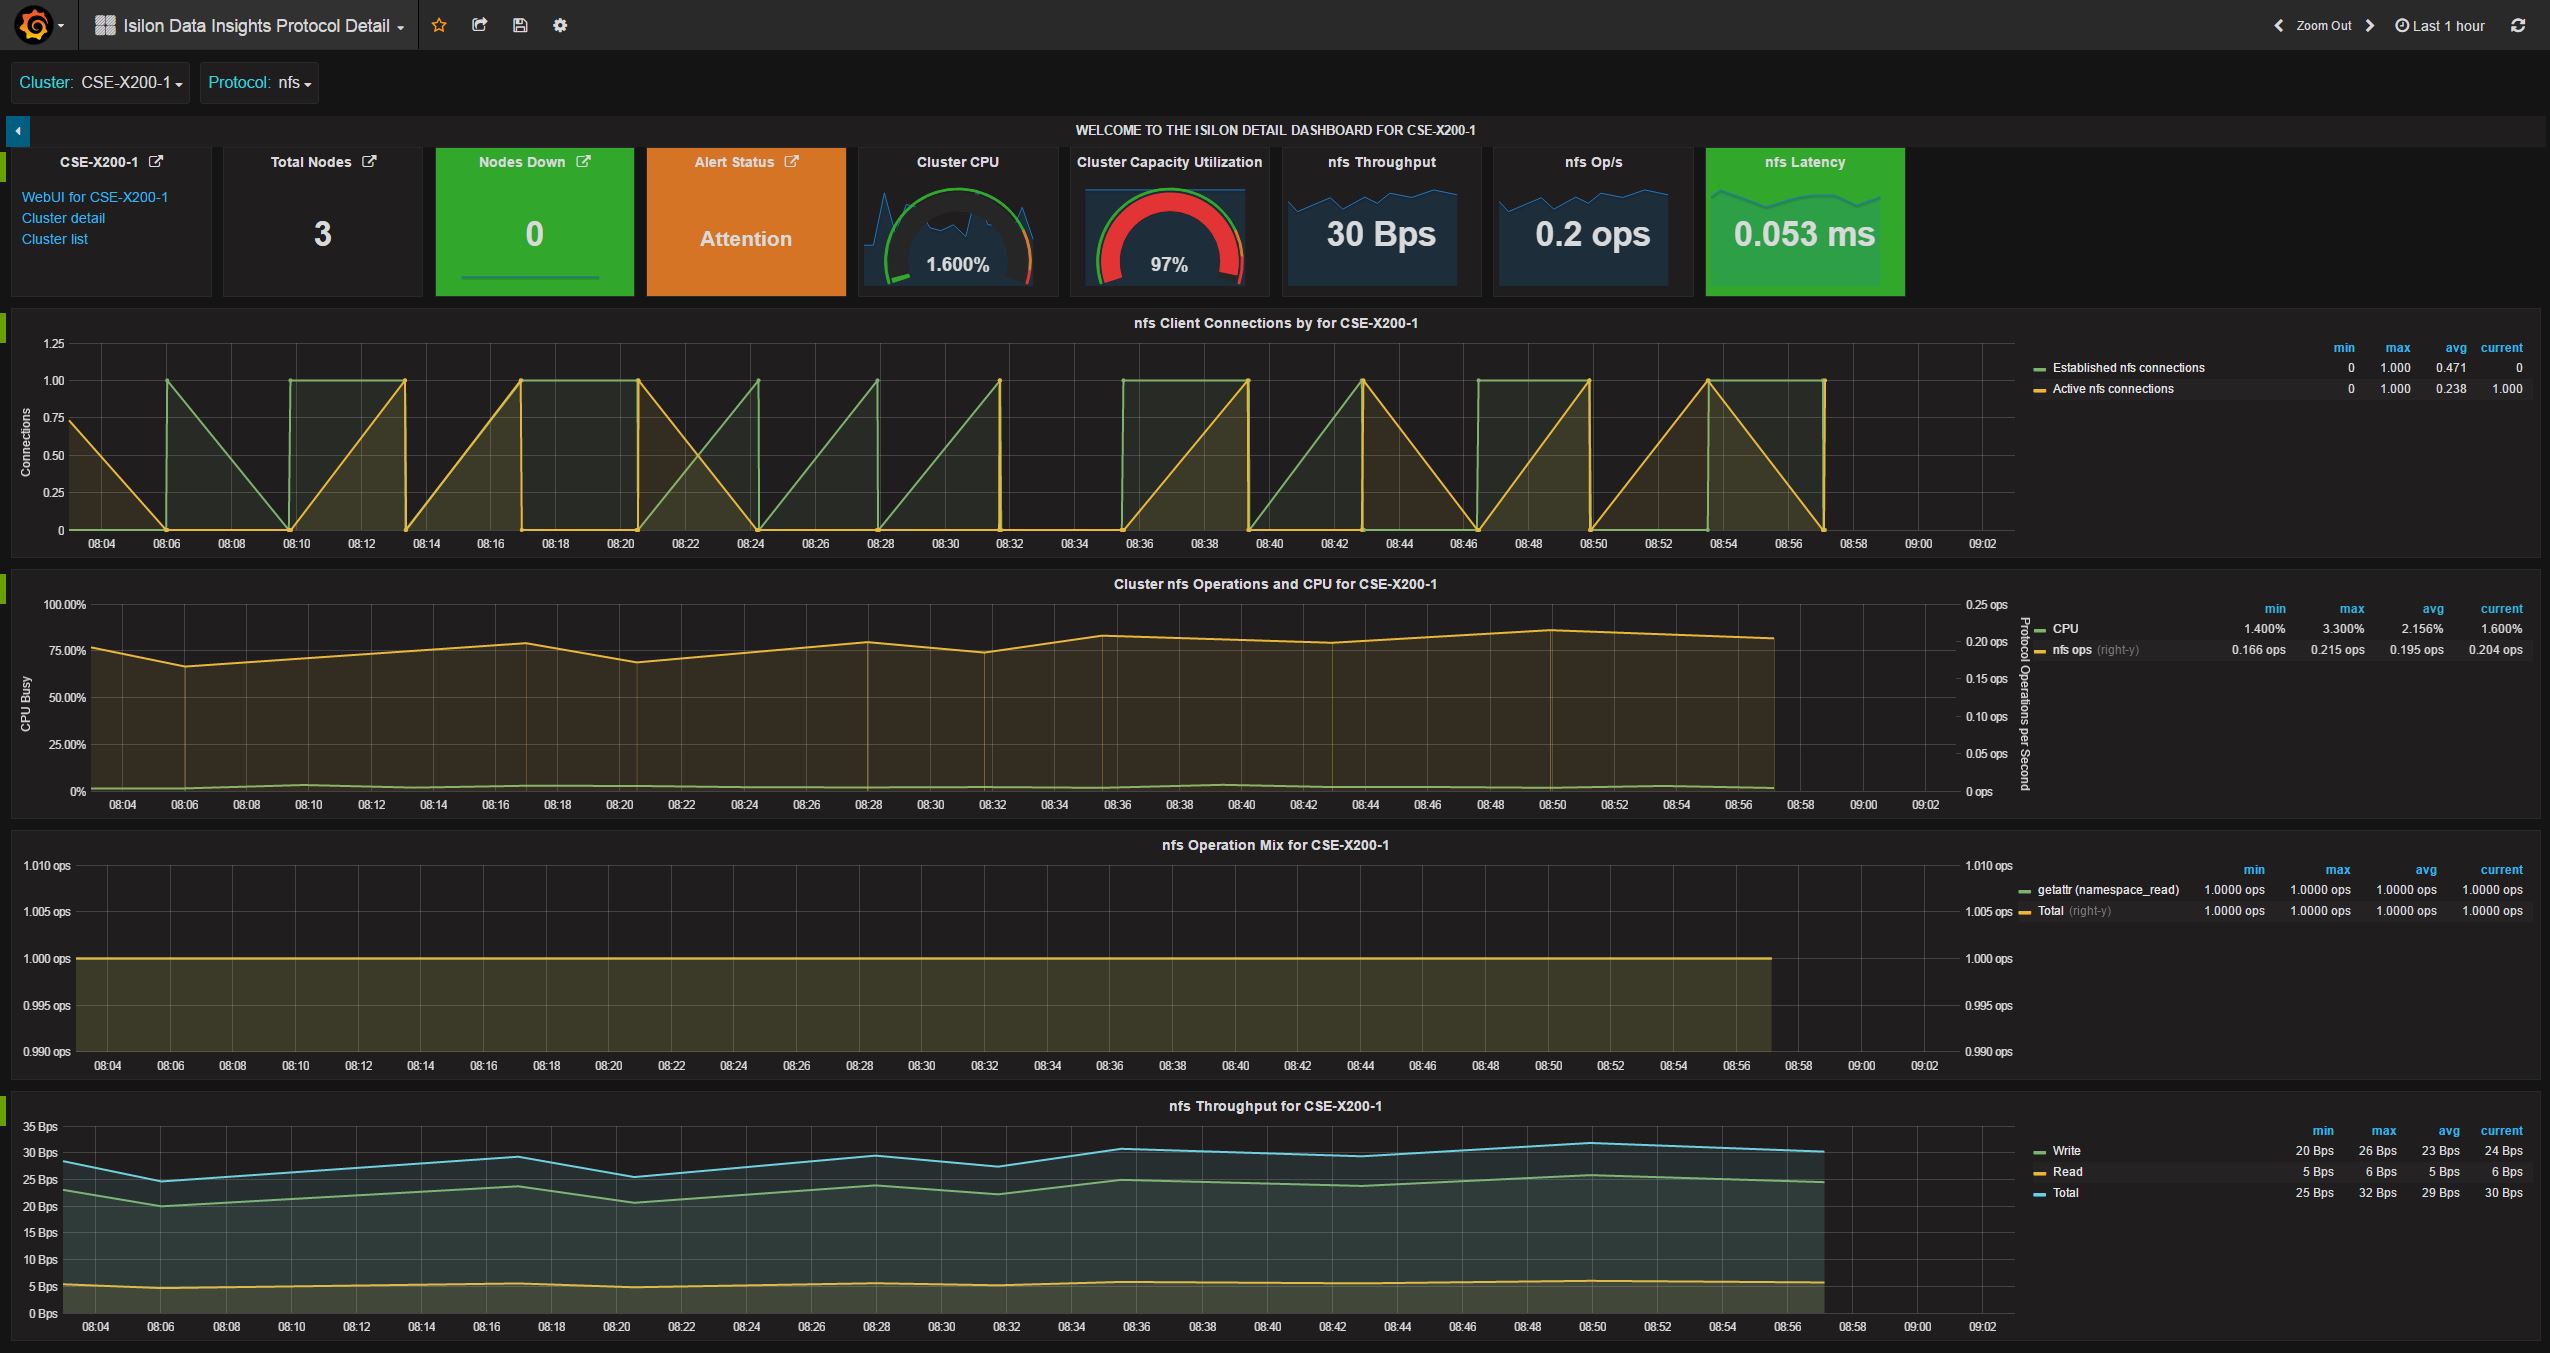 Isilon Data Insights Protocol Detail
Zoom Out Last 1 hour
Cluster: CSE-X200-1 Protocol: nfs
WELCOME TO THE ISILON DETAIL DASHBOARD FOR CSE-X200-1
CSE-X200-1
WebUI for CSE-X200-1
Cluster detail
Cluster list
Total Nodes
3
Nodes Down
0
Alert Status
Attention
Cluster CPU
1.600%
Cluster Capacity Utilization
97%
nfs Throughput
30 Bps
nfs Op/s
0.2 ops
nfs Latency
0.053 ms
nfs Client Connections by for CSE-X200-1
Connections
1.25
1.00
0.75
0.50
0.25
0
08:04 08:06 08:08 08:10 08:12 08:14 08:16 08:18 08:20 08:22 08:24 08:26 08:28 08:30 08:32 08:34 08:36 08:38 08:40 08:42 08:44 08:46 08:48 08:50 08:52 08:54 08:56 08:58 09:00 09:02
min max avg current
Established nfs connections 0 1.000 0.471 0
Active nfs connections 0 1.000 0.238 1.000
Cluster nfs Operations and CPU for CSE-X200-1
CPU Busy
100.00%
75.00%
50.00%
25.00%
0%
0.25 ops
0.20 ops
0.15 ops
0.10 ops
0.05 ops
0 ops
Protocol Operations per Second
08:04 08:06 08:08 08:10 08:12 08:14 08:16 08:18 08:20 08:22 08:24 08:26 08:28 08:30 08:32 08:34 08:36 08:38 08:40 08:42 08:44 08:46 08:48 08:50 08:52 08:54 08:56 08:58 09:00 09:02
min max avg current
CPU 1.400% 3.300% 2.156% 1.600%
nfs ops (right-y) 0.166 ops 0.215 ops 0.195 ops 0.204 ops
nfs Operation Mix for CSE-X200-1
1.010 ops
1.005 ops
1.000 ops
0.995 ops
0.990 ops
1.010 ops
1.005 ops
1.000 ops
0.995 ops
0.990 ops
08:04 08:06 08:08 08:10 08:12 08:14 08:16 08:18 08:20 08:22 08:24 08:26 08:28 08:30 08:32 08:34 08:36 08:38 08:40 08:42 08:44 08:46 08:48 08:50 08:52 08:54 08:56 08:58 09:00 09:02
min max avg current
getattr (namespace_read) 1.0000 ops 1.0000 ops 1.0000 ops 1.0000 ops
Total (right-y) 1.0000 ops 1.0000 ops 1.0000 ops 1.0000 ops
nfs Throughput for CSE-X200-1
35 Bps
30 Bps
25 Bps
20 Bps
15 Bps
10 Bps
5 Bps
0 Bps
08:04 08:06 08:08 08:10 08:12 08:14 08:16 08:18 08:20 08:22 08:24 08:26 08:28 08:30 08:32 08:34 08:36 08:38 08:40 08:42 08:44 08:46 08:48 08:50 08:52 08:54 08:56 08:58 09:00 09:02
min max avg current
Write 20 Bps 26 Bps 23 Bps 24 Bps
Read 5 Bps 6 Bps 5 Bps 6 Bps
Total 25 Bps 32 Bps 29 Bps 30 Bps